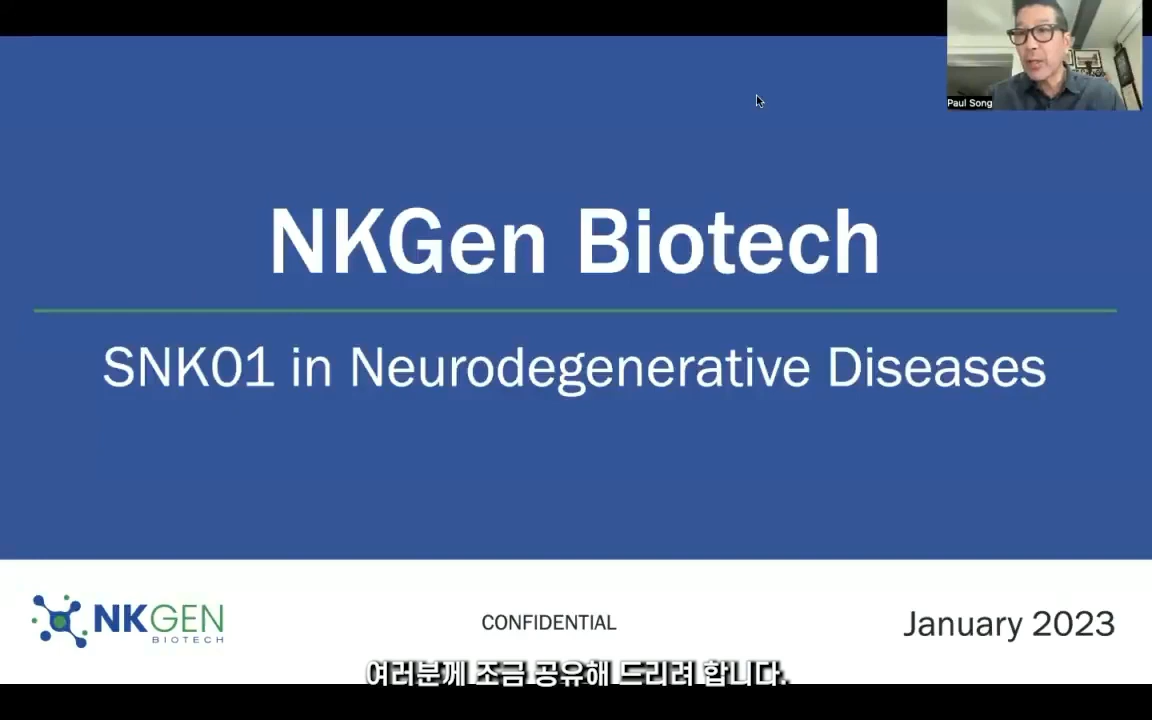 Paul Song
NKGen Biotech
SNK01 in Neurodegenerative Diseases
NKGEN
BIOTECH
CONFIDENTIAL
January 2023
여러분께 조금 공유해 드리려 합니다.